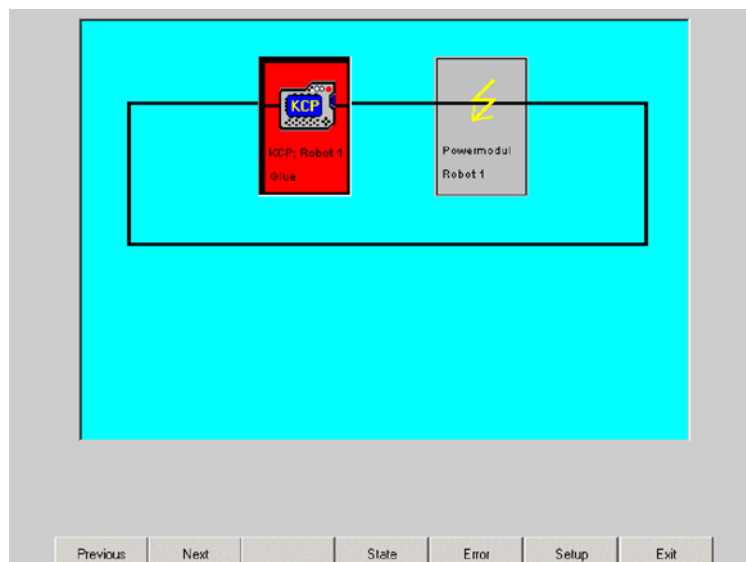 KCP
KCP; Robot 1
Glue
Powermodul
Robot 1
Previous
Next
State
Error
Setup
Exit